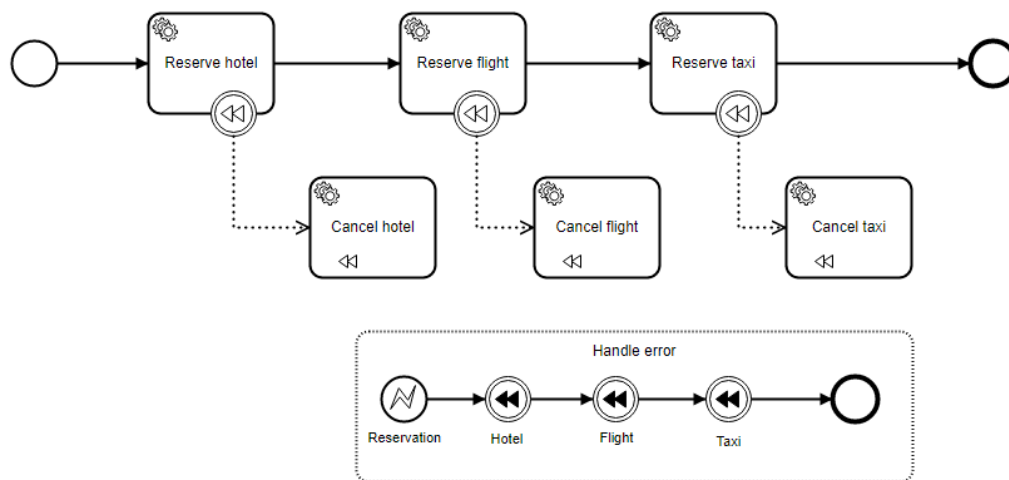 Reserve hotel
Reserve flight
Reserve taxi
Cancel hotel
Cancel flight
Cancel taxi
Handle error
Reservation
Hotel
Flight
Taxi